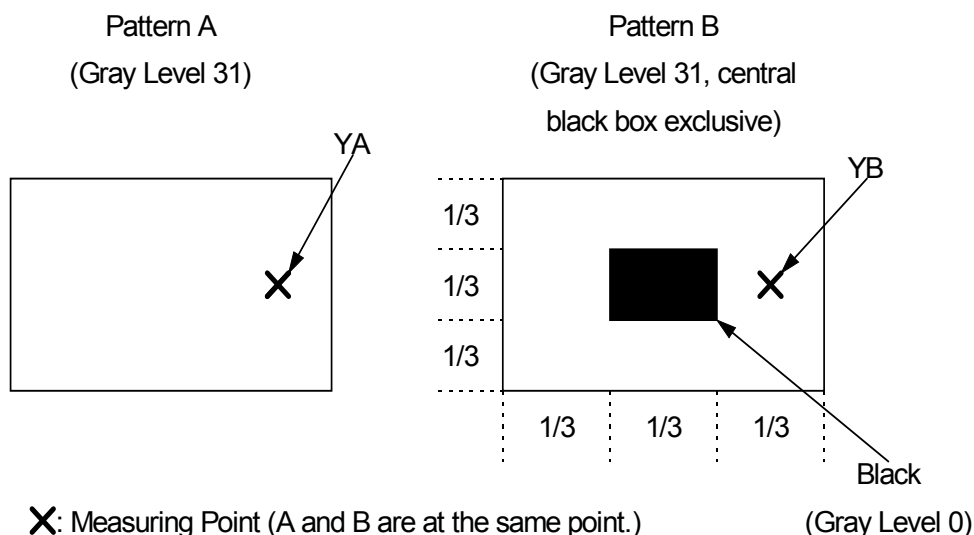 Pattern A
(Gray Level 31)
YA
Pattern B
(Gray Level 31, central
black box exclusive)
YB
1/3
1/3
1/3
1/3 1/3 1/3
Black
(Gray Level 0)
X: Measuring Point (A and B are at the same point.)